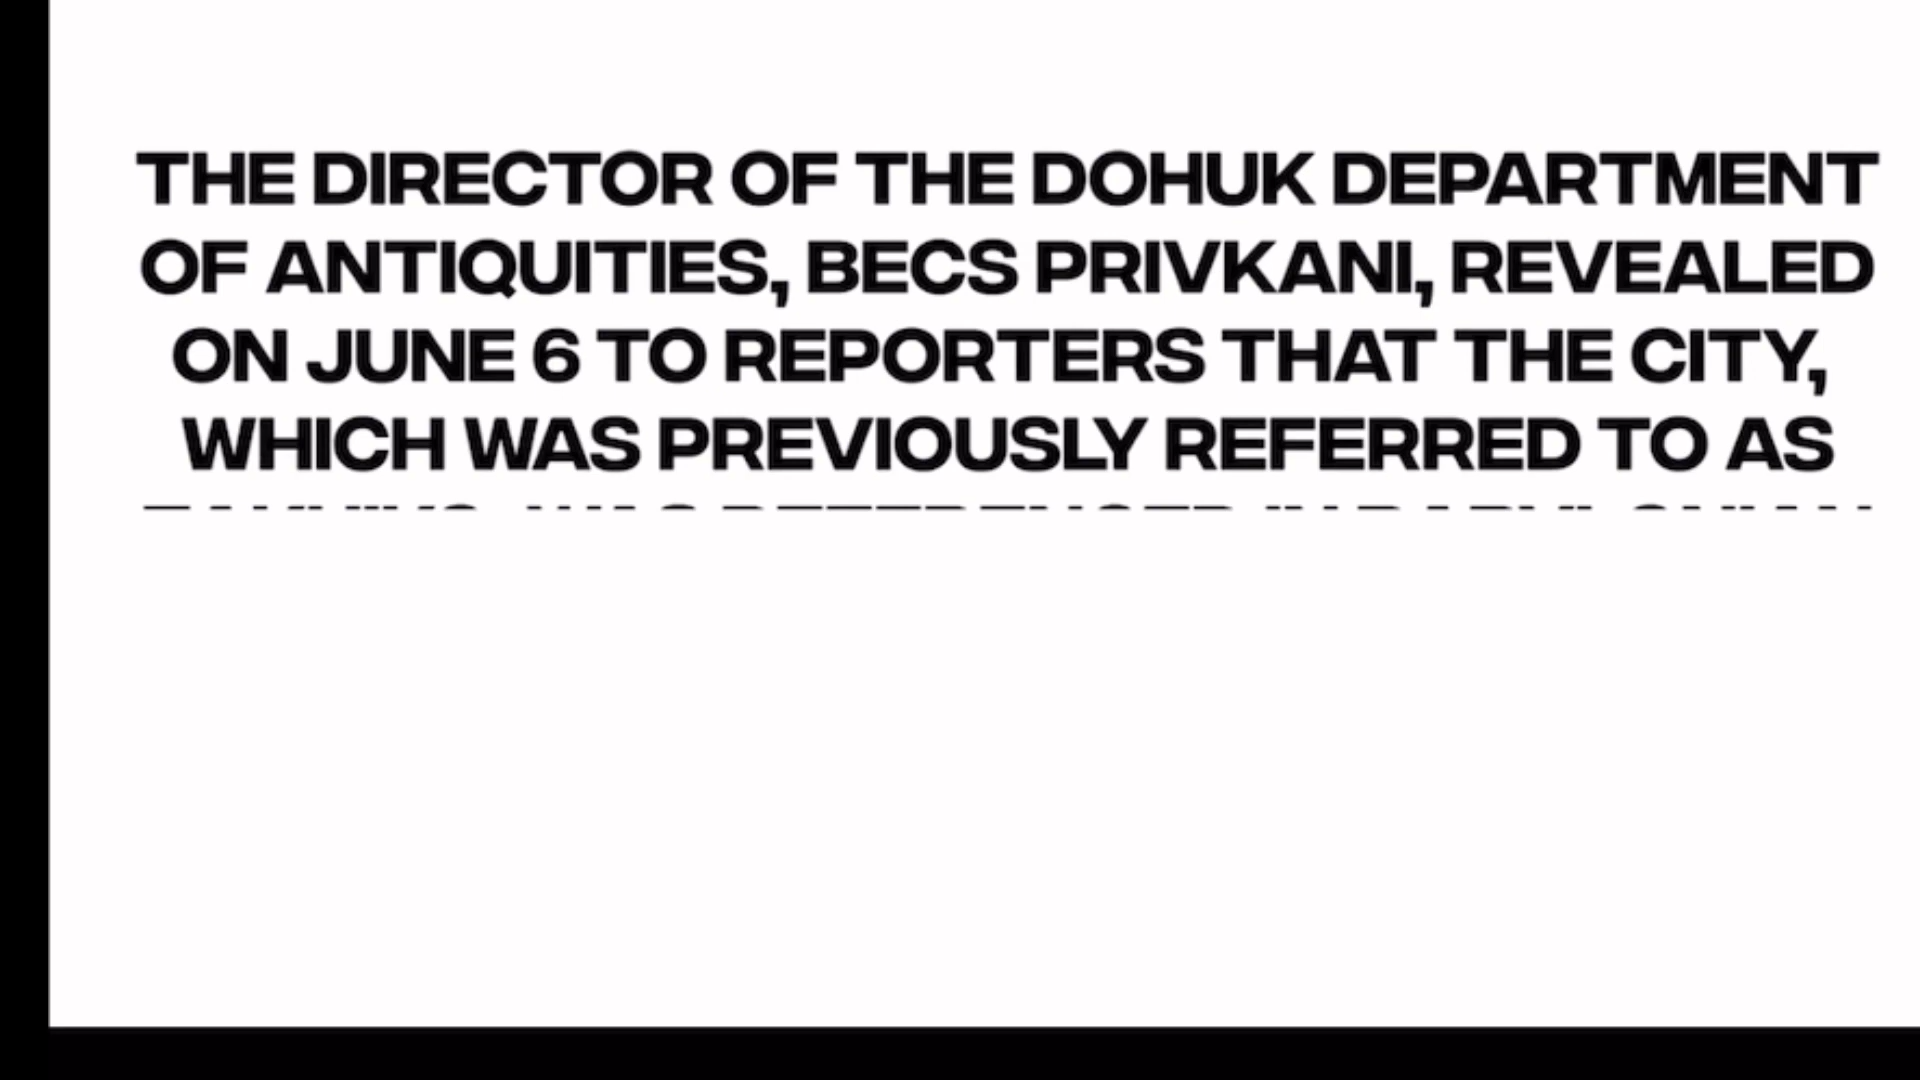 THE DIRECTOR OF THE DOHUK DEPARTMENT
OF ANTIQUITIES, BECS PRIVKANI, REVEALED
ON JUNE 6 TO REPORTERS THAT THE CITY,
WHICH WAS PREVIOUSLY REFERRED TO AS